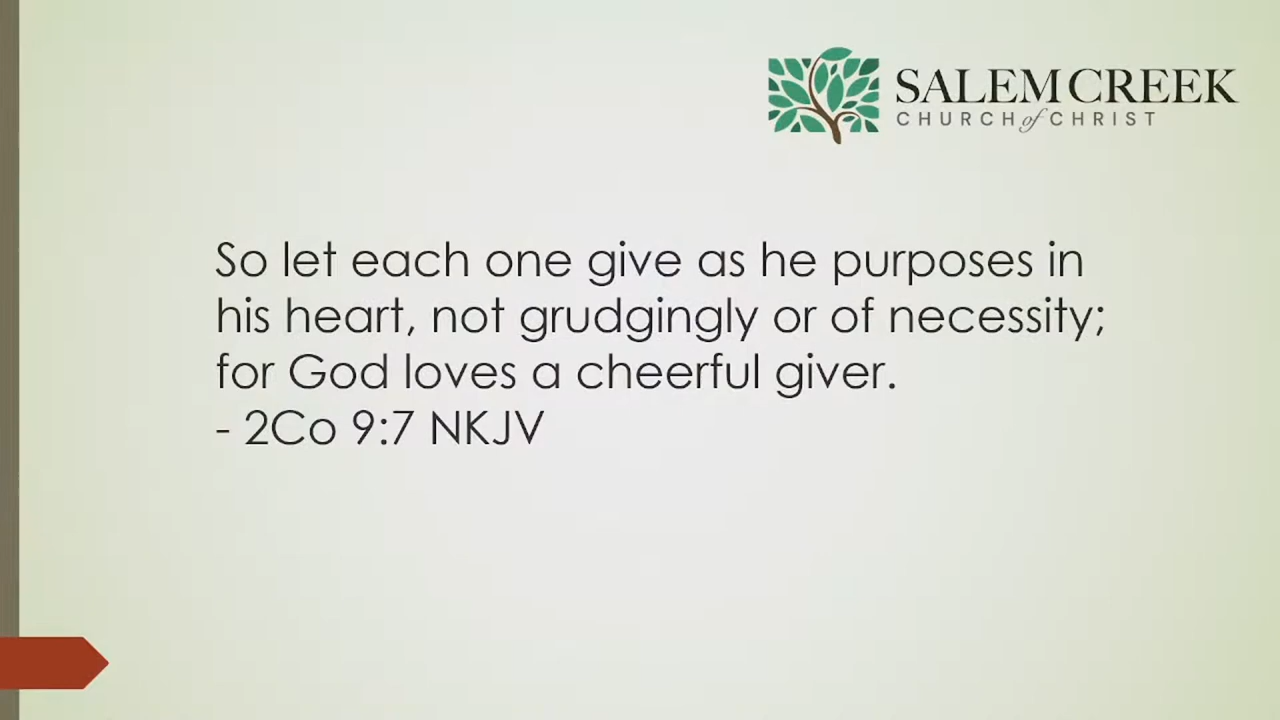 SALEM CREEK
CHURCH of CHRIST
So let each one give as he purposes in
his heart, not grudgingly or of necessity;
for God loves a cheerful giver.
- 2Co 9:7 NKJV